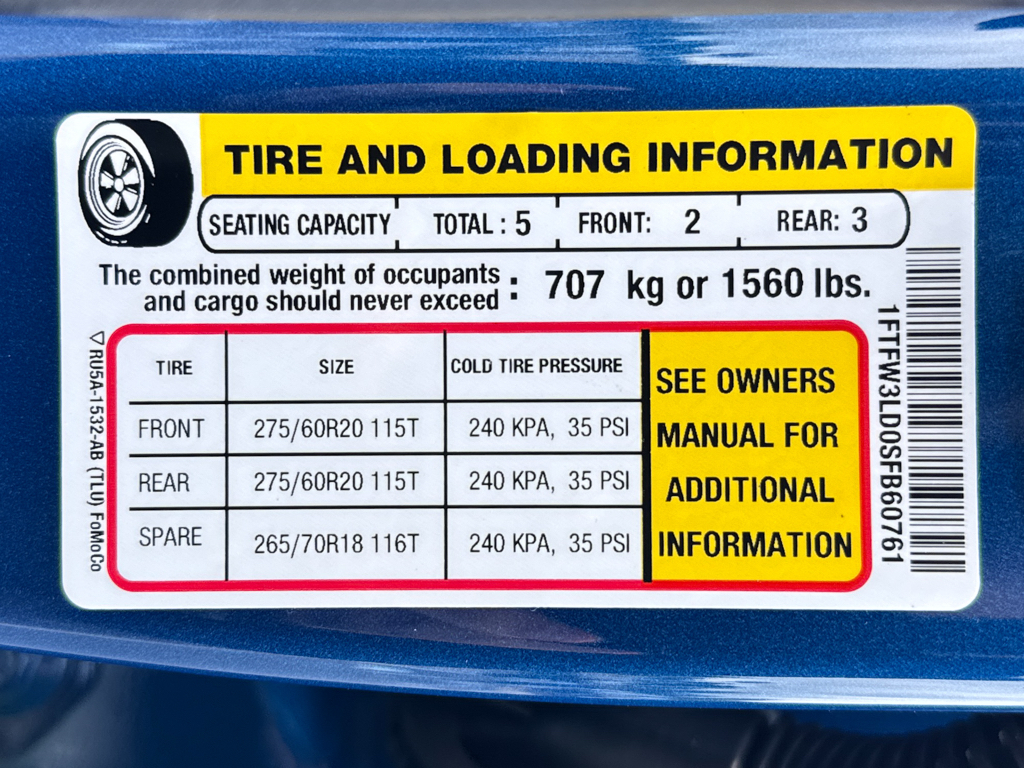 TIRE AND LOADING INFORMATION
SEATING CAPACITY TOTAL : 5 FRONT: 2 REAR: 3
The combined weight of occupants
and cargo should never exceed : 707 kg or 1560 lbs.
TIRE SIZE COLD TIRE PRESSURE
FRONT 275/60R20 115T 240 KPA, 35 PSI
REAR 275/60R20 115T 240 KPA, 35 PSI
SPARE 265/70R18 116T 240 KPA, 35 PSI
SEE OWNERS
MANUAL FOR
ADDITIONAL
INFORMATION
RU5A-1532-AB (TLU) FoMoCo
1FTFW3LD0SFB60761